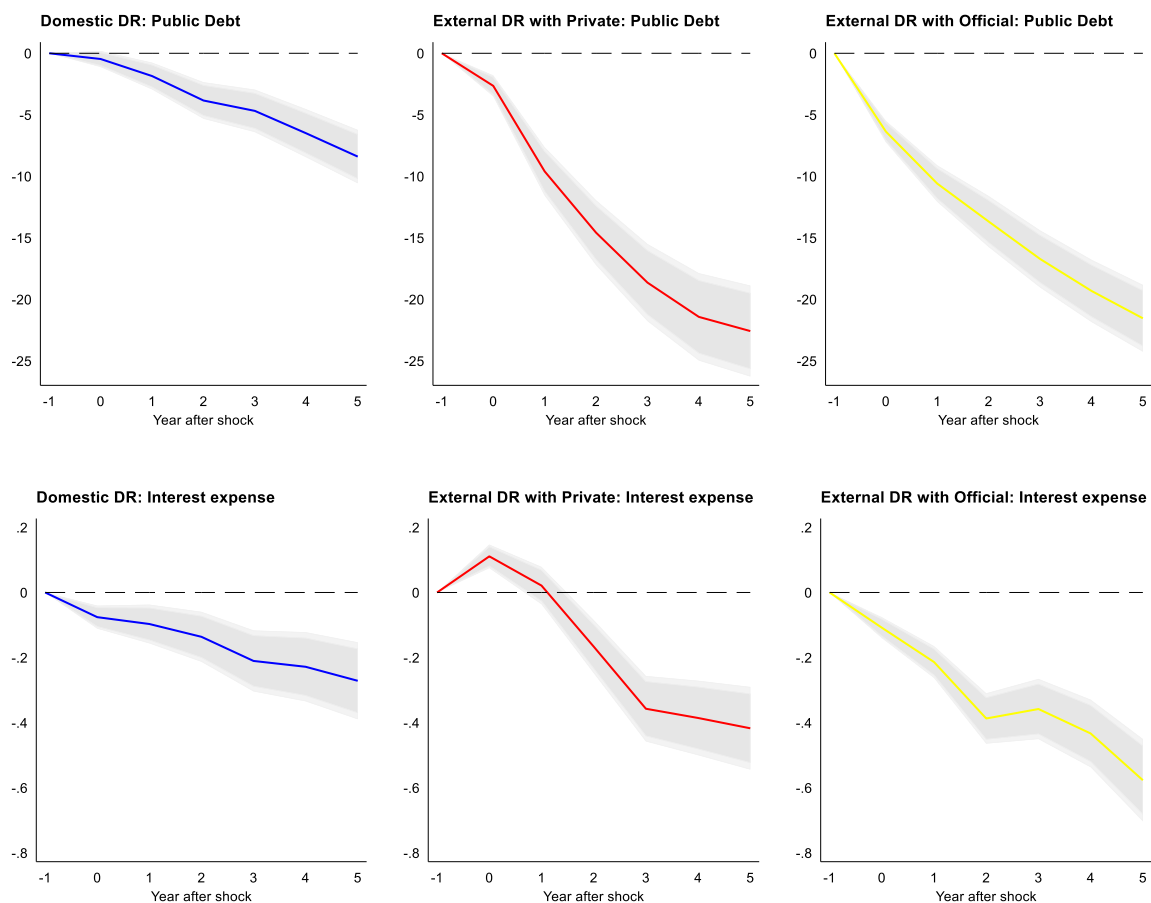 Domestic DR: Public Debt
0
-5
-10
-15
-20
-25
-1 0 1 2 3 4 5
Year after shock
External DR with Private: Public Debt
0
-5
-10
-15
-20
-25
-1 0 1 2 3 4 5
Year after shock
External DR with Official: Public Debt
0
-5
-10
-15
-20
-25
-1 0 1 2 3 4 5
Year after shock
Domestic DR: Interest expense
.2
0
-.2
-.4
-.6
-.8
-1 0 1 2 3 4 5
Year after shock
External DR with Private: Interest expense
.2
0
-.2
-.4
-.6
-.8
-1 0 1 2 3 4 5
Year after shock
External DR with Official: Interest expense
.2
0
-.2
-.4
-.6
-.8
-1 0 1 2 3 4 5
Year after shock